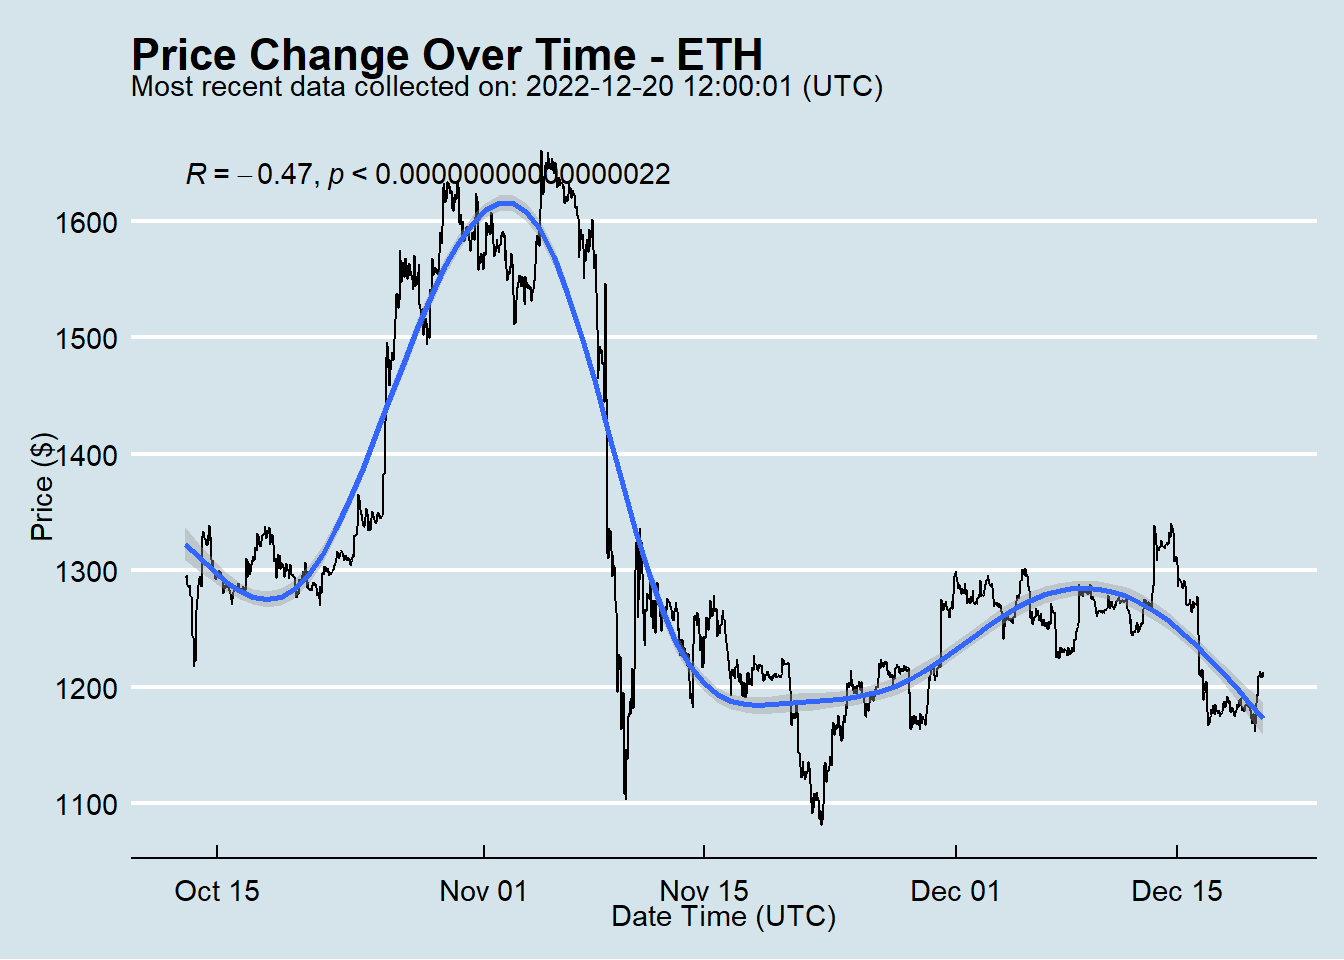 Price Change Over Time - ETH
Most recent data collected on: 2022-12-20 12:00:01 (UTC)
R = −0.47, p < 0.00000000000000022
1600
1500
1400
1300
1200
1100
Price ($)
Oct 15
Nov 01
Nov 15
Dec 01
Dec 15
Date Time (UTC)